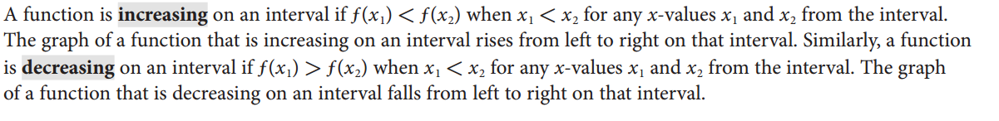 A function is increasing on an interval if f(x₁) < f(x₂) when x₁ < x₂ for any x-values x₁ and x₂ from the interval.
The graph of a function that is increasing on an interval rises from left to right on that interval. Similarly, a function
is decreasing on an interval if f(x₁) > f(x₂) when x₁ < x₂ for any x-values x₁ and x₂ from the interval. The graph
of a function that is decreasing on an interval falls from left to right on that interval.